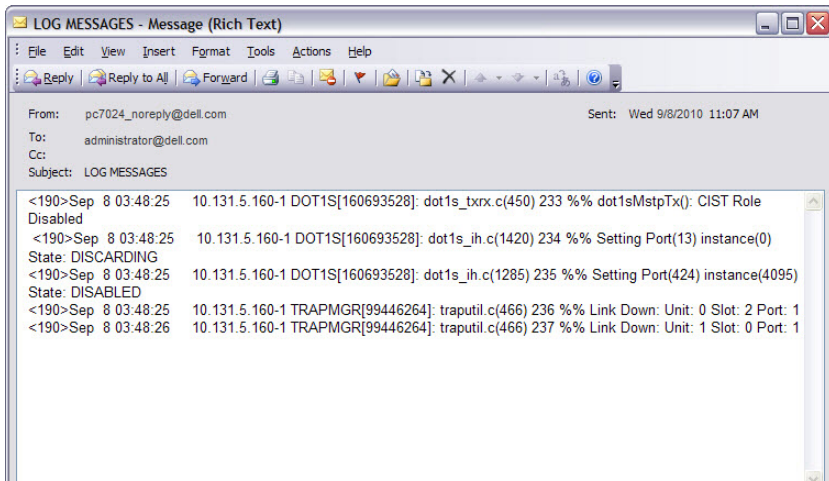 LOG MESSAGES - Message (Rich Text)
File Edit View Insert Format Tools Actions Help
Reply Reply to All Forward
From: pc7024_noreply@dell.com Sent: Wed 9/8/2010 11:07 AM
To: administrator@dell.com
Cc:
Subject: LOG MESSAGES
<190>Sep 8 03:48:25 10.131.5.160-1 DOT1S[160693528]: dot1s_txrx.c(450) 233 %% dot1sMstpTx(): CIST Role
Disabled
<190>Sep 8 03:48:25 10.131.5.160-1 DOT1S[160693528]: dot1s_ih.c(1420) 234 %% Setting Port(13) instance(0)
State: DISCARDING
<190>Sep 8 03:48:25 10.131.5.160-1 DOT1S[160693528]: dot1s_ih.c(1285) 235 %% Setting Port(424) instance(4095)
State: DISABLED
<190>Sep 8 03:48:25 10.131.5.160-1 TRAPMGR[99446264]: traputil.c(466) 236 %% Link Down: Unit: 0 Slot: 2 Port: 1
<190>Sep 8 03:48:26 10.131.5.160-1 TRAPMGR[99446264]: traputil.c(466) 237 %% Link Down: Unit: 1 Slot: 0 Port: 1